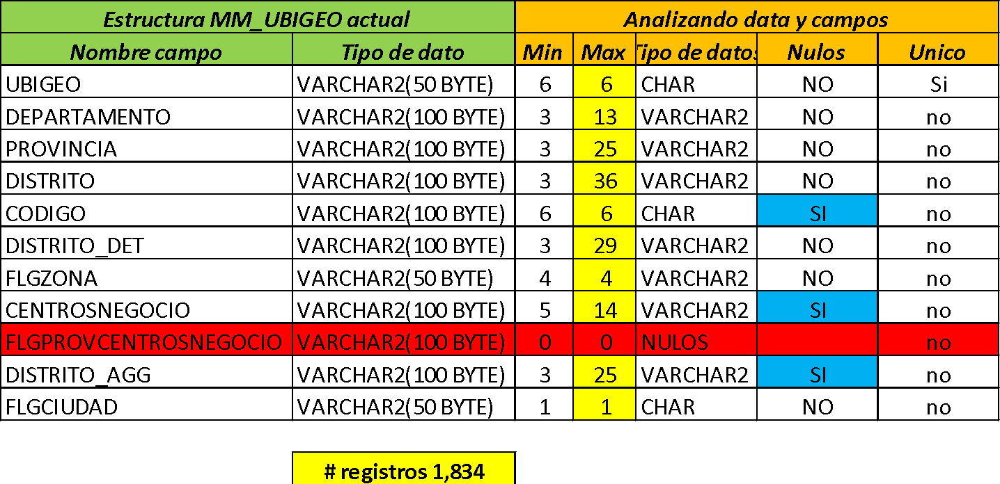 Estructura MM_UBIGEO actual Analizando data y campos
Nombre campo Tipo de dato Min Max Tipo de datos Nulos Unico
UBIGEO VARCHAR2(50 BYTE) 6 6 CHAR NO Si
DEPARTAMENTO VARCHAR2(100 BYTE) 3 13 VARCHAR2 NO no
PROVINCIA VARCHAR2(100 BYTE) 3 25 VARCHAR2 NO no
DISTRITO VARCHAR2(100 BYTE) 3 36 VARCHAR2 NO no
CODIGO VARCHAR2(100 BYTE) 6 6 CHAR SI no
DISTRITO_DET VARCHAR2(100 BYTE) 3 29 VARCHAR2 NO no
FLGZONA VARCHAR2(50 BYTE) 4 4 VARCHAR2 NO no
CENTROSNEGOCIO VARCHAR2(100 BYTE) 5 14 VARCHAR2 SI no
FLGPROVCENTROSNEGOCIO VARCHAR2(100 BYTE) 0 0 NULOS no
DISTRITO_AGG VARCHAR2(100 BYTE) 3 25 VARCHAR2 SI no
FLGCIUDAD VARCHAR2(50 BYTE) 1 1 CHAR NO no
# registros 1,834